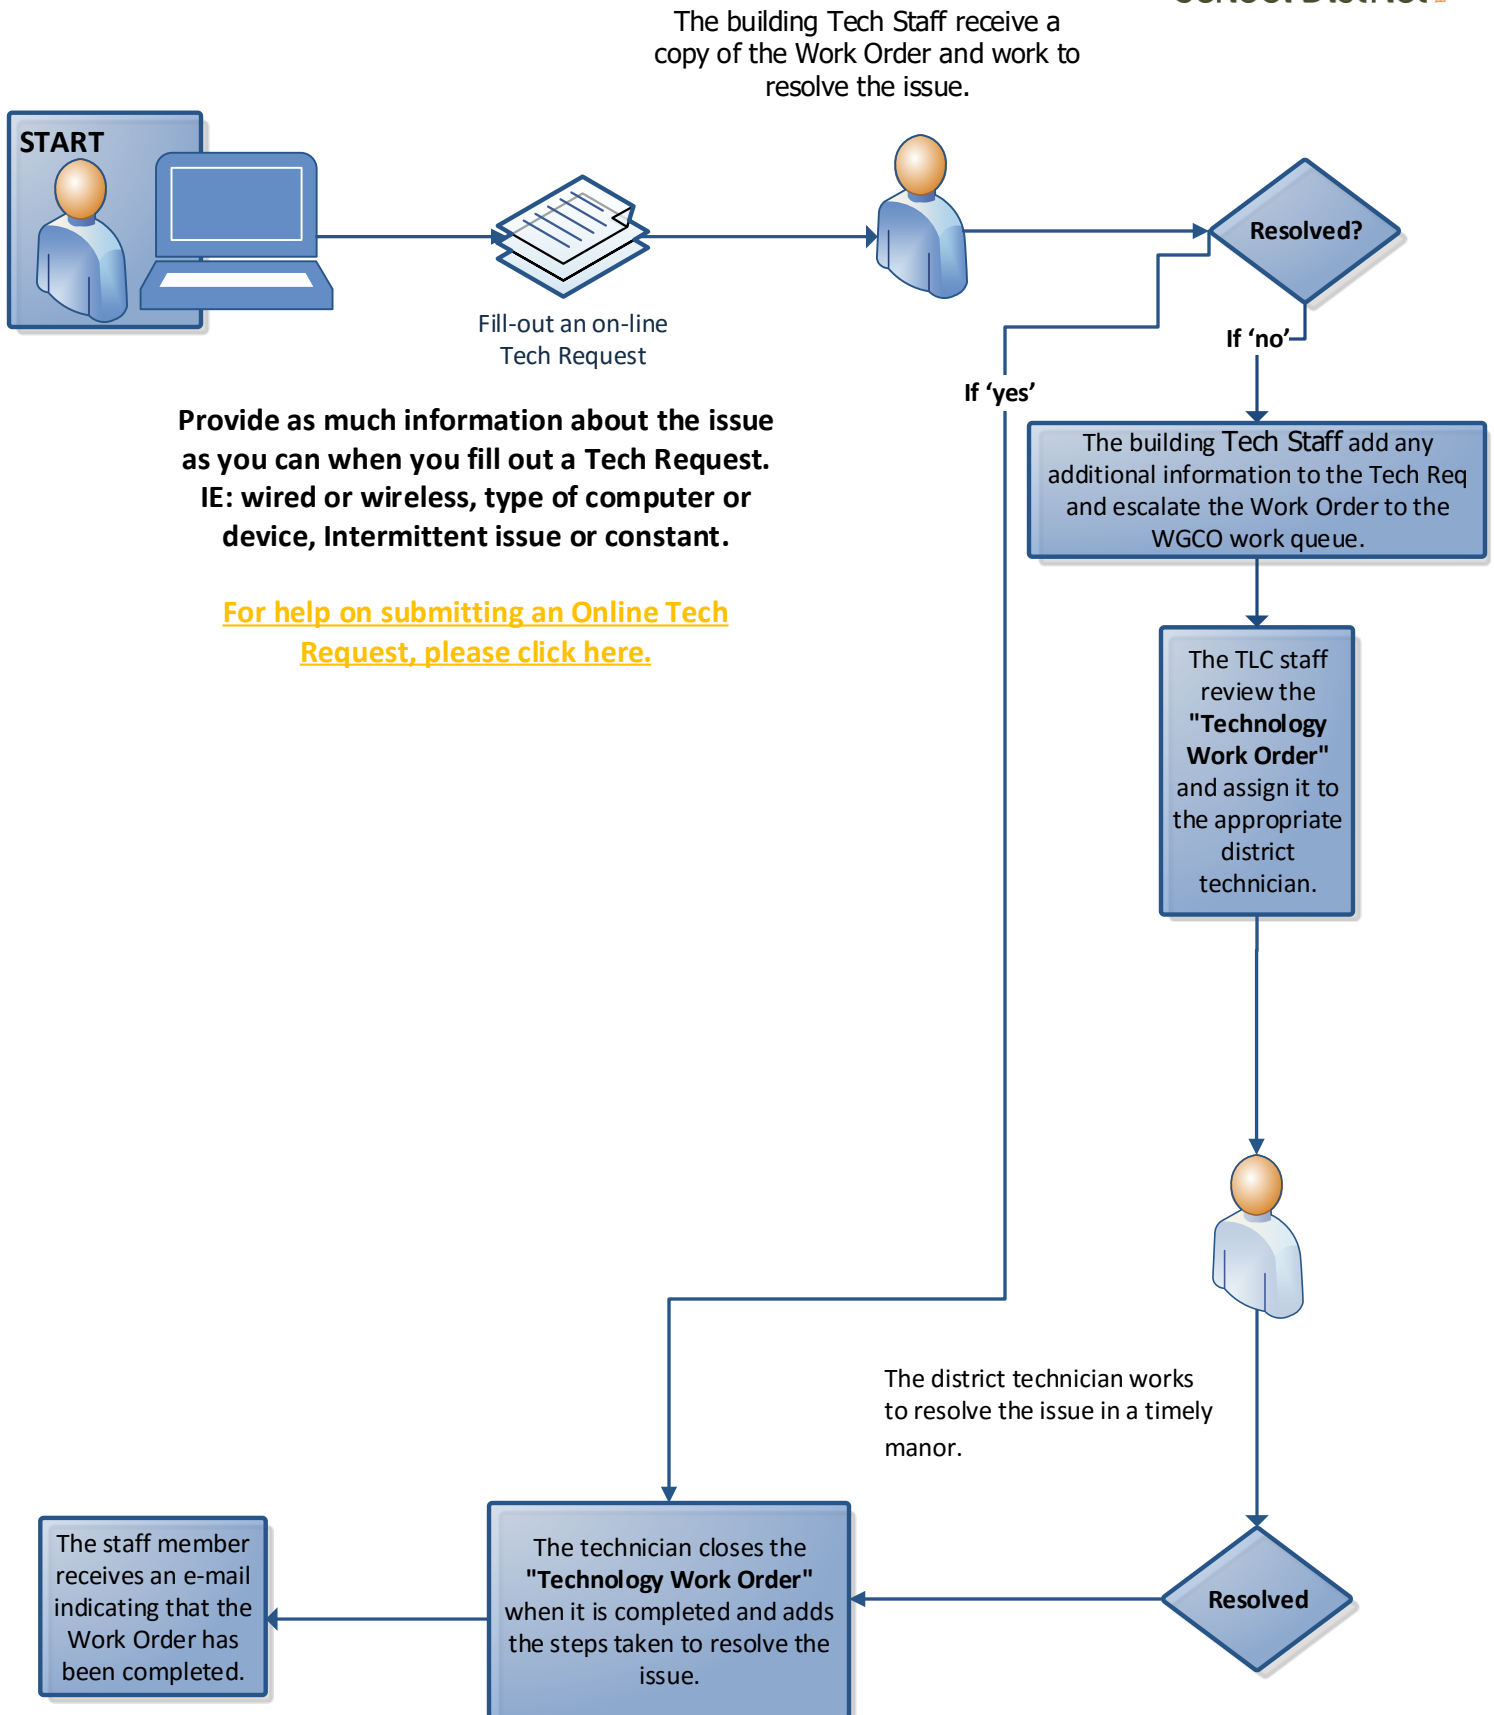 School District
The building Tech Staff receive a
copy of the Work Order and work to
resolve the issue.
START
Resolved?
Fill-out an on-line
Tech Request
If ‘no’
If ‘yes’
Provide as much information about the issue
as you can when you fill out a Tech Request.
IE: wired or wireless, type of computer or
device, Intermittent issue or constant.
For help on submitting an Online Tech
Request, please click here.
The building Tech Staff add any
additional information to the Tech Req
and escalate the Work Order to the
WGCO work queue.
The TLC staff
review the
"Technology
Work Order"
and assign it to
the appropriate
district
technician.
The district technician works
to resolve the issue in a timely
manor.
Resolved
The technician closes the
"Technology Work Order"
when it is completed and adds
the steps taken to resolve the
issue.
The staff member
receives an e-mail
indicating that the
Work Order has
been completed.